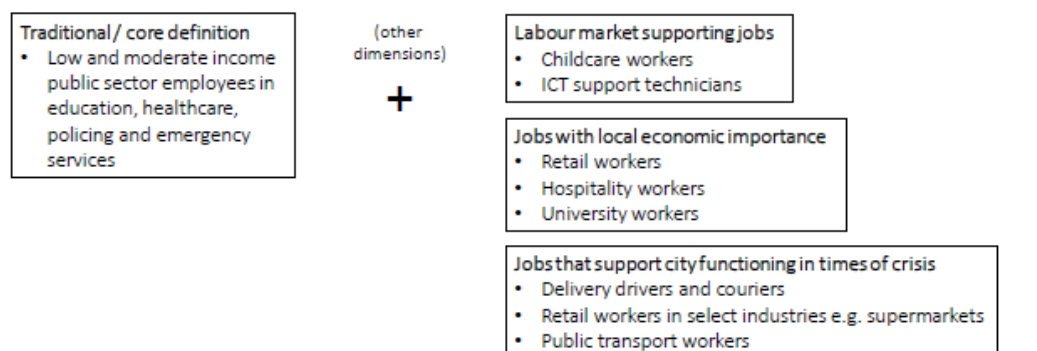 Traditional / core definition
• Low and moderate income
public sector employees in
education, healthcare,
policing and emergency
services
(other
dimensions)
+
Labour market supporting jobs
• Childcare workers
• ICT support technicians
Jobs with local economic importance
• Retail workers
• Hospitality workers
• University workers
Jobs that support city functioning in times of crisis
• Delivery drivers and couriers
• Retail workers in select industries e.g. supermarkets
• Public transport workers